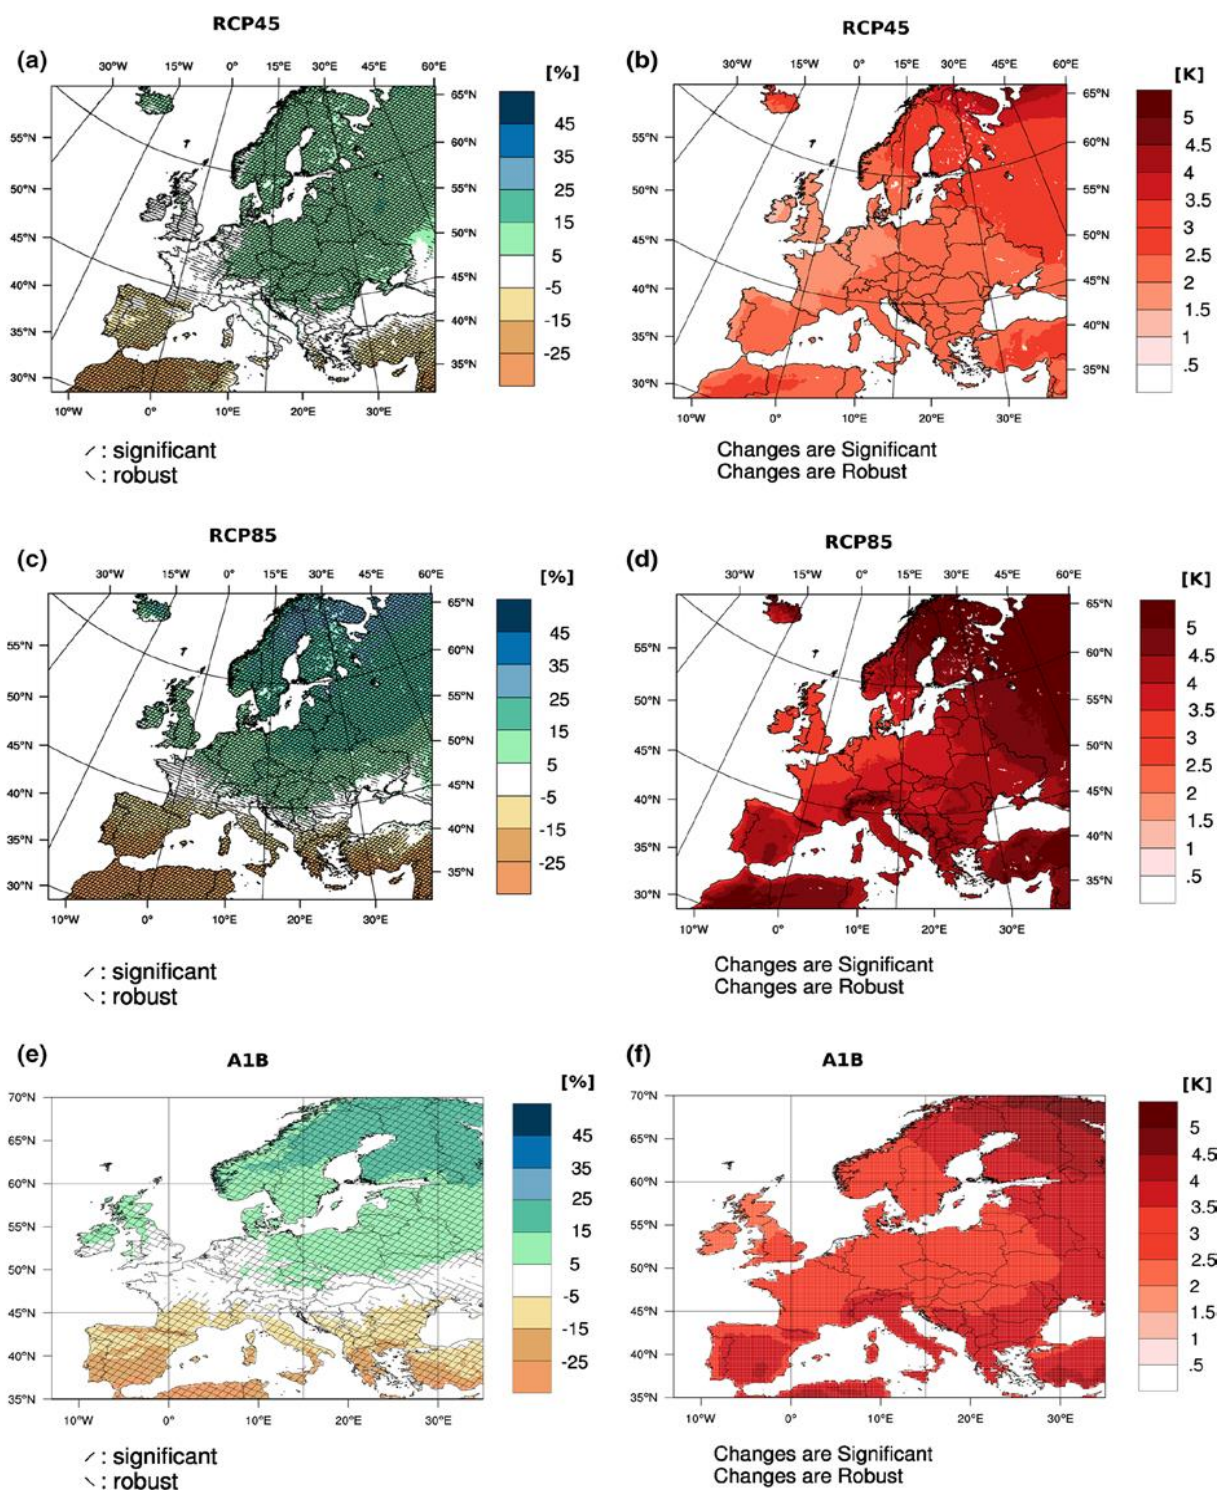 RCP45
(a)
30°W 15°W 0° 15°E 30°E 45°E 60°E
[%]
65°N
55°N
60°N
50°N
55°N
45°N
50°N
40°N
45°N
35°N
40°N
30°N
35°N
10°W 0° 10°E 20°E 30°E
45
35
25
15
5
-5
-15
-25
: significant
: robust
RCP45
(b)
30°W 15°W 0° 15°E 30°E 45°E 60°E
[K]
65°N
55°N
60°N
50°N
55°N
45°N
50°N
40°N
45°N
35°N
40°N
30°N
35°N
10°W 0° 10°E 20°E 30°E
5
4.5
4
3.5
3
2.5
2
1.5
1
.5
Changes are Significant
Changes are Robust
RCP85
(c)
30°W 15°W 0° 15°E 30°E 45°E 60°E
[%]
65°N
55°N
60°N
50°N
55°N
45°N
50°N
40°N
45°N
35°N
40°N
30°N
35°N
10°W 0° 10°E 20°E 30°E
45
35
25
15
5
-5
-15
-25
: significant
: robust
RCP85
(d)
30°W 15°W 0° 15°E 30°E 45°E 60°E
[K]
65°N
55°N
60°N
50°N
55°N
45°N
50°N
40°N
45°N
35°N
40°N
30°N
35°N
10°W 0° 10°E 20°E 30°E
5
4.5
4
3.5
3
2.5
2
1.5
1
.5
Changes are Significant
Changes are Robust
A1B
(e)
[%]
70°N
65°N
60°N
55°N
50°N
45°N
40°N
35°N
10°W 0° 10°E 20°E 30°E
45
35
25
15
5
-5
-15
-25
: significant
: robust
A1B
(f)
[K]
70°N
65°N
60°N
55°N
50°N
45°N
40°N
35°N
10°W 0° 10°E 20°E 30°E
5
4.5
4
3.5
3
2.5
2
1.5
1
.5
Changes are Significant
Changes are Robust